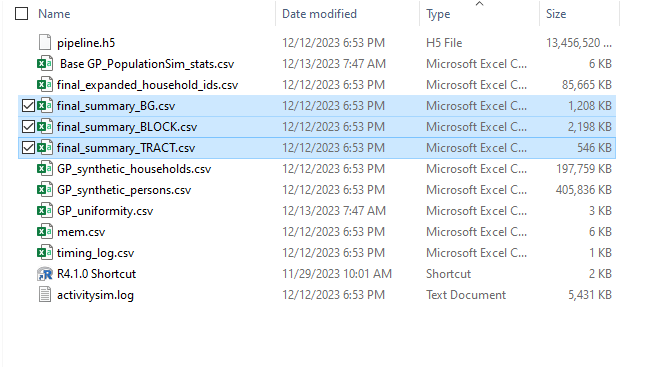 Name Date modified Type Size
pipeline.h5 12/12/2023 6:53 PM H5 File 13,456,520 ...
Base GP_PopulationSim_stats.csv 12/13/2023 7:47 AM Microsoft Excel C... 6 KB
final_expanded_household_ids.csv 12/12/2023 6:53 PM Microsoft Excel C... 85,665 KB
final_summary_BG.csv 12/12/2023 6:53 PM Microsoft Excel C... 1,208 KB
final_summary_BLOCK.csv 12/12/2023 6:53 PM Microsoft Excel C... 2,198 KB
final_summary_TRACT.csv 12/12/2023 6:53 PM Microsoft Excel C... 546 KB
GP_synthetic_households.csv 12/12/2023 6:53 PM Microsoft Excel C... 197,759 KB
GP_synthetic_persons.csv 12/12/2023 6:53 PM Microsoft Excel C... 405,836 KB
GP_uniformity.csv 12/13/2023 7:47 AM Microsoft Excel C... 3 KB
mem.csv 12/12/2023 6:53 PM Microsoft Excel C... 6 KB
timing_log.csv 12/12/2023 6:53 PM Microsoft Excel C... 1 KB
R4.1.0 Shortcut 11/29/2023 10:01 AM Shortcut 2 KB
activitysim.log 12/12/2023 6:53 PM Text Document 5,431 KB